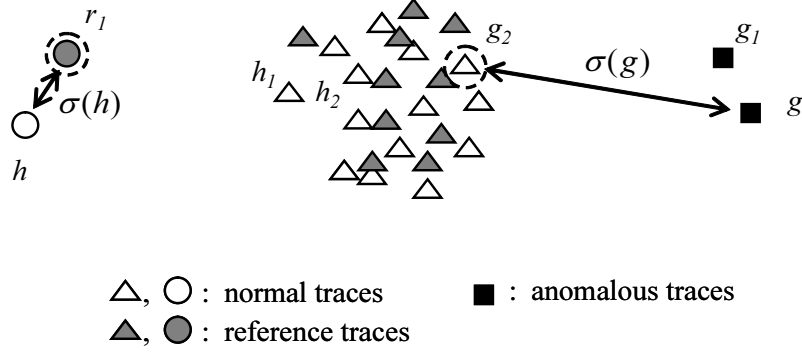 r₁
g₂
g₁
h₁
h₂
σ(g)
σ(h)
g
h
, : normal traces
: anomalous traces
, : reference traces